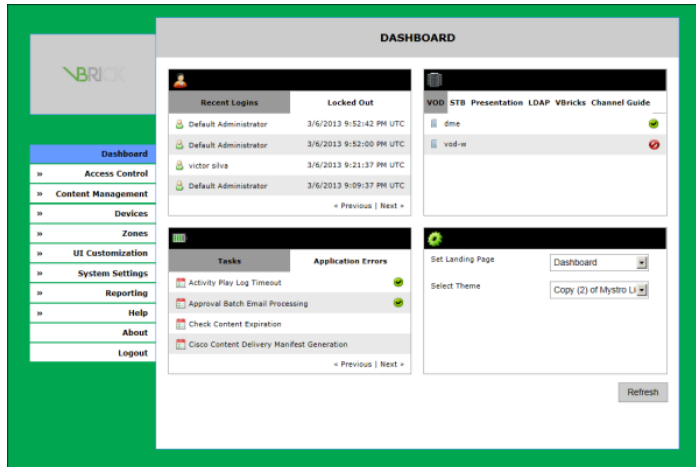 DASHBOARD
VBRICK
Dashboard
» Access Control
» Content Management
» Devices
» Zones
» UI Customization
» System Settings
» Reporting
» Help
About
Logout
Recent Logins Locked Out
Default Administrator 3/6/2013 9:52:42 PM UTC
Default Administrator 3/6/2013 9:52:00 PM UTC
victor silva 3/6/2013 9:21:37 PM UTC
Default Administrator 3/6/2013 9:09:37 PM UTC
« Previous | Next »
VOD STB Presentation LDAP VBricks Channel Guide
dme
vod-w
Tasks Application Errors
Activity Play Log Timeout
Approval Batch Email Processing
Check Content Expiration
Cisco Content Delivery Manifest Generation
« Previous | Next »
Set Landing Page Dashboard
Select Theme Copy (2) of Mystro Li
Refresh